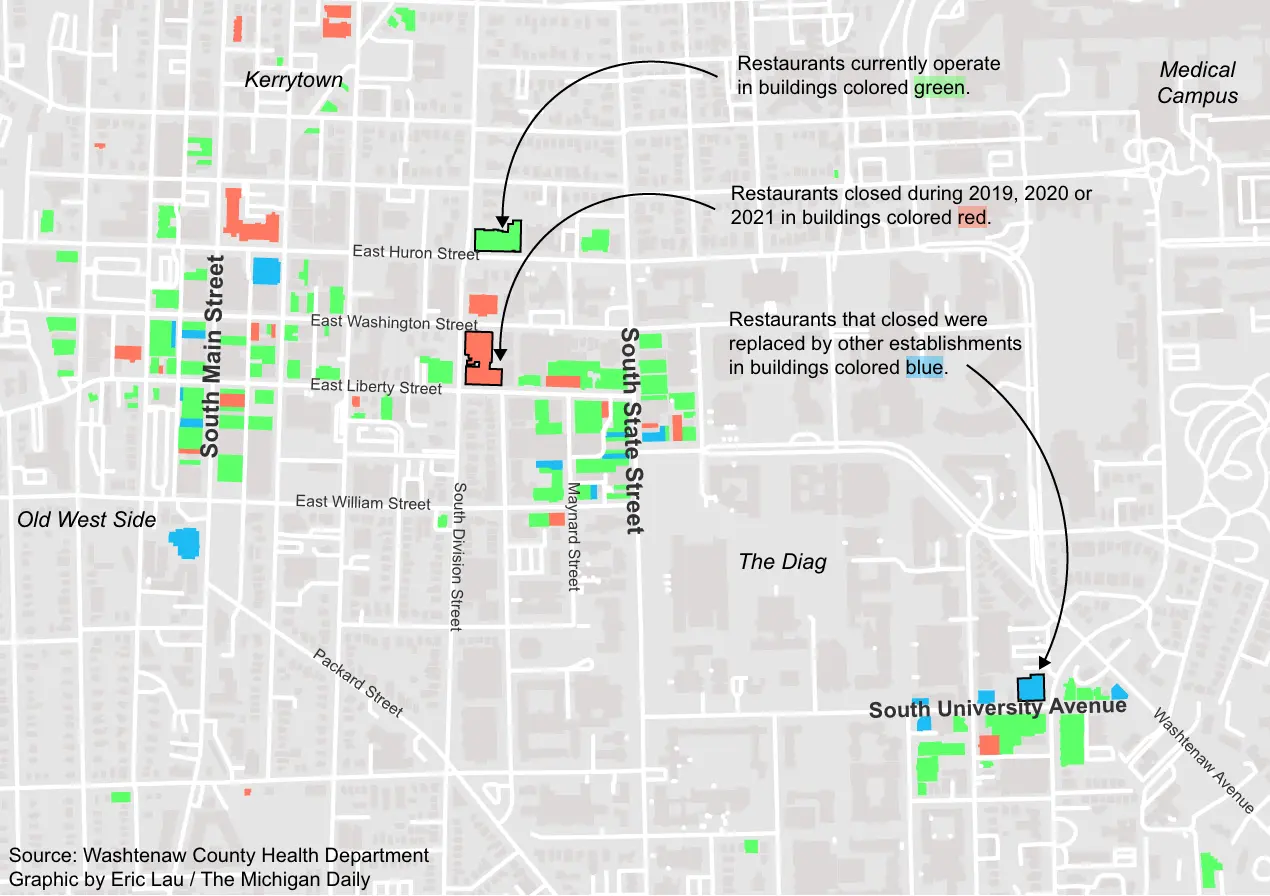 Kerrytown
Restaurants currently operate
in buildings colored green.
Medical
Campus
Restaurants closed during 2019, 2020 or
2021 in buildings colored red.
East Huron Street
South Main Street
East Washington Street
Restaurants that closed were
replaced by other establishments
in buildings colored blue.
East Liberty Street
South State Street
East William Street
Old West Side
South Division Street
Maynard Street
The Diag
Packard Street
South University Avenue
Washtenaw Avenue
Source: Washtenaw County Health Department
Graphic by Eric Lau / The Michigan Daily